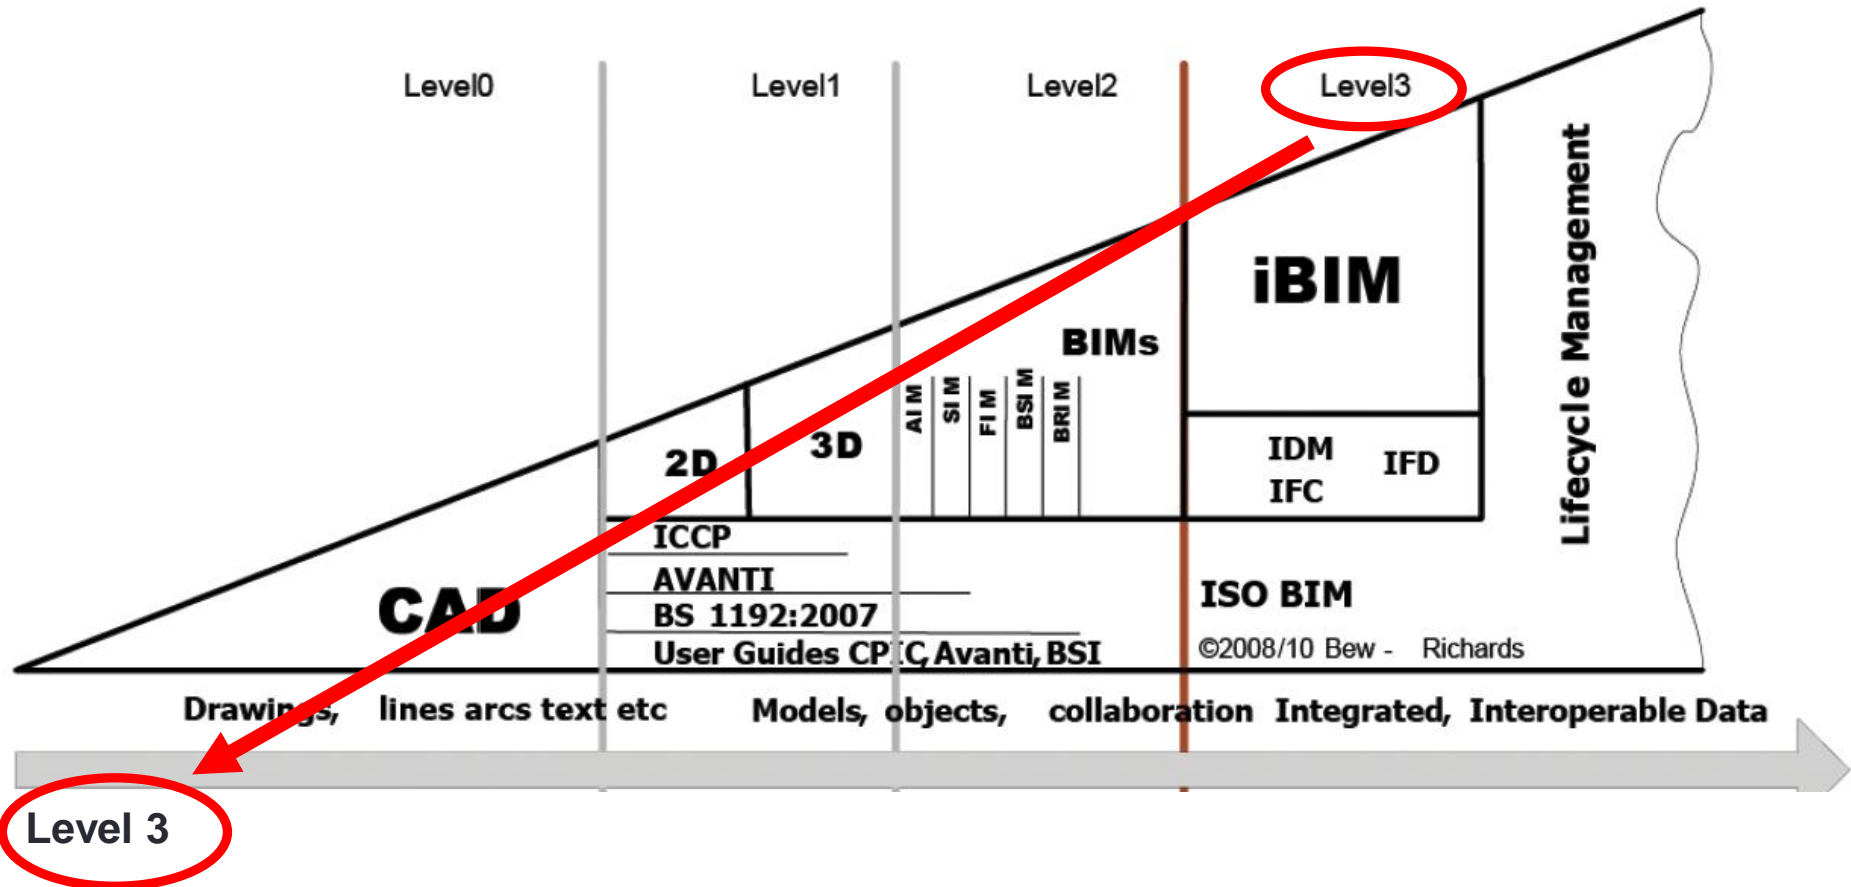 Level0
Level1
Level2
Level3
iBIM
BIMs
AIM
SIM
FIM
BSIM
BRIM
2D
3D
IDM
IFD
IFC
Lifecycle Management
ICCP
AVANTI
BS 1192:2007
User Guides CPIC, Avanti, BSI
CAD
ISO BIM
©2008/10 Bew - Richards
Drawings, lines arcs text etc
Models, objects, collaboration
Integrated, Interoperable Data
Level 3